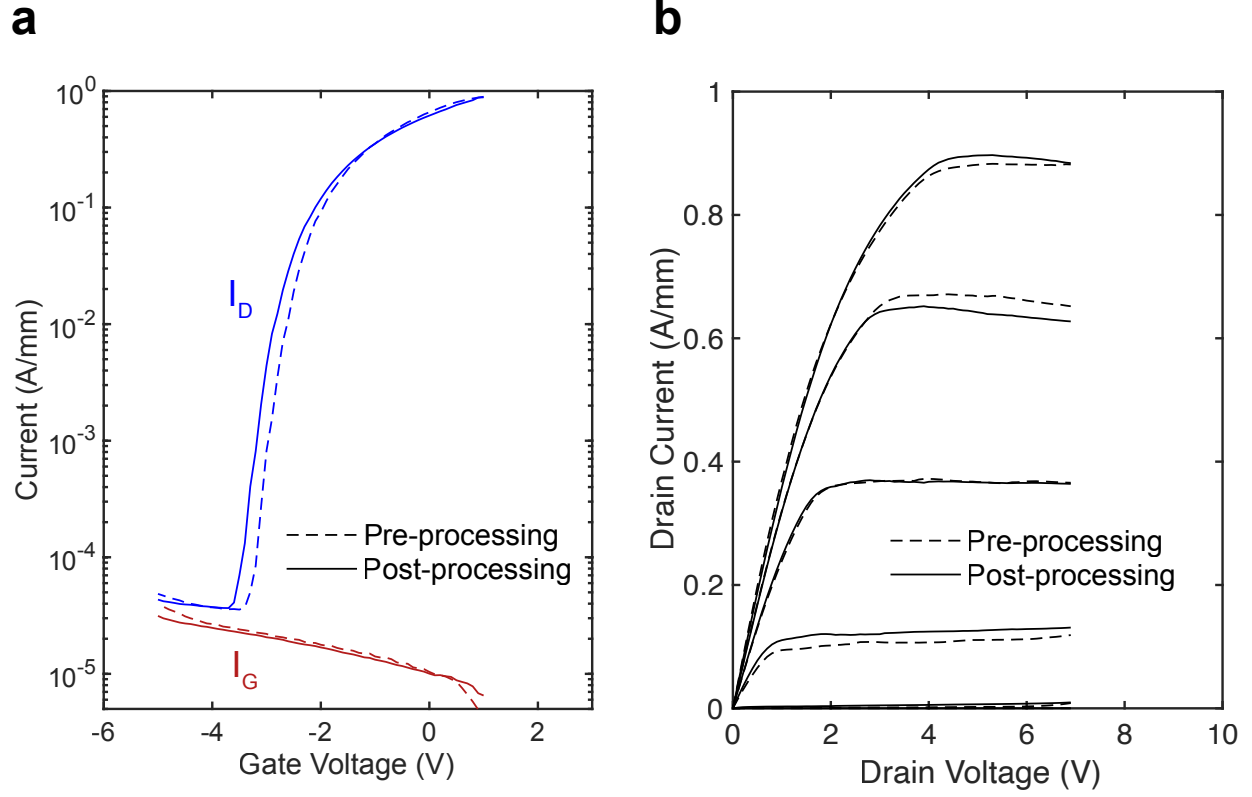 a
10^0
10^-1
10^-2
10^-3
10^-4
10^-5
Current (A/mm)
I_D
I_G
Pre-processing
Post-processing
-6 -4 -2 0 2
Gate Voltage (V)
b
1
0.8
0.6
0.4
0.2
0
Drain Current (A/mm)
Pre-processing
Post-processing
0 2 4 6 8 10
Drain Voltage (V)